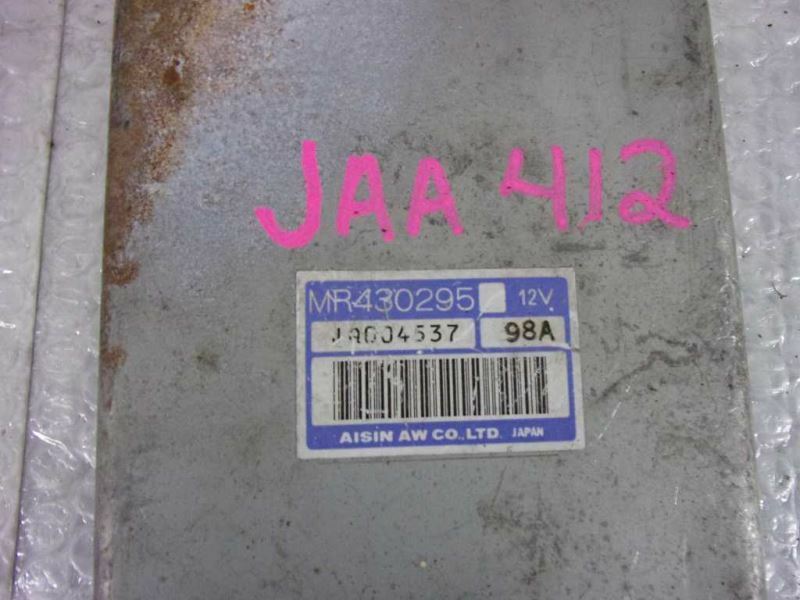 JAA 412
MR430295 12V
JA004537 98A
AISIN AW CO., LTD. JAPAN